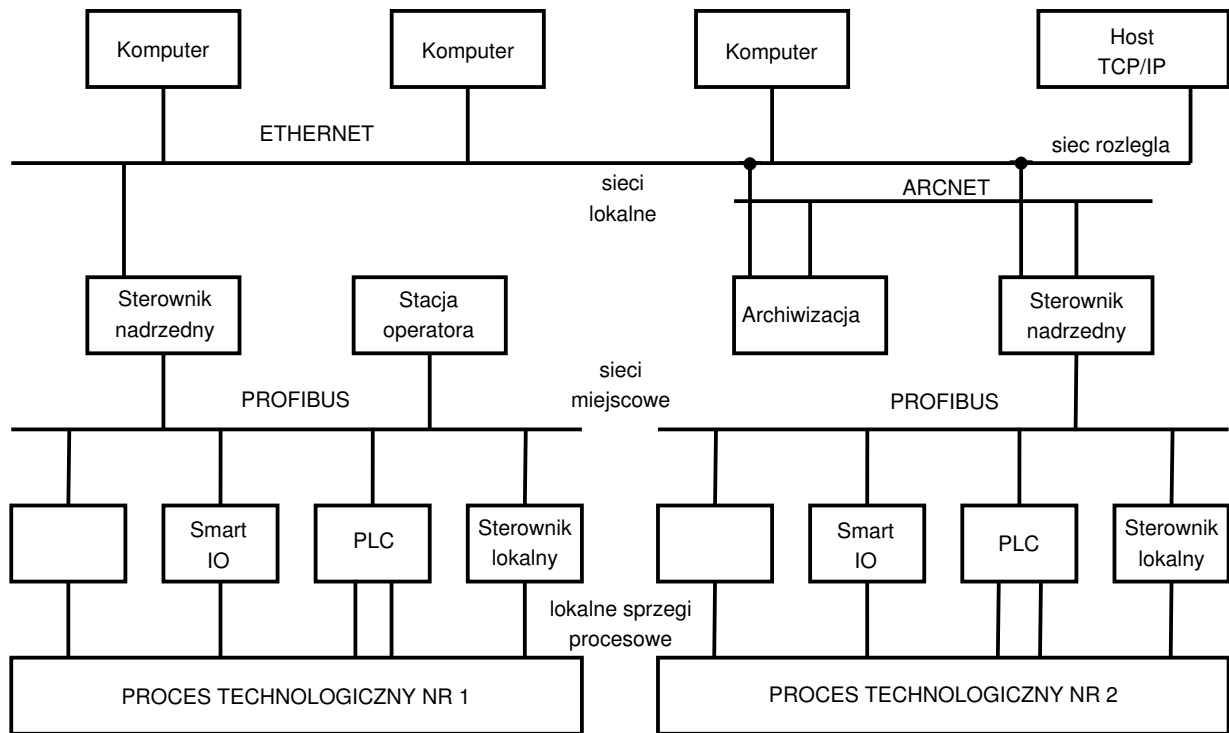 Komputer
Komputer
Komputer
Host
TCP/IP
ETHERNET
siec rozlegla
sieci
lokalne
ARCNET
Sterownik
nadrzedny
Stacja
operatora
Archiwizacja
Sterownik
nadrzedny
sieci
miejscowe
PROFIBUS
PROFIBUS
Smart
IO
PLC
Sterownik
lokalny
Smart
IO
PLC
Sterownik
lokalny
lokalne sprzegi
procesowe
PROCES TECHNOLOGICZNY NR 1
PROCES TECHNOLOGICZNY NR 2